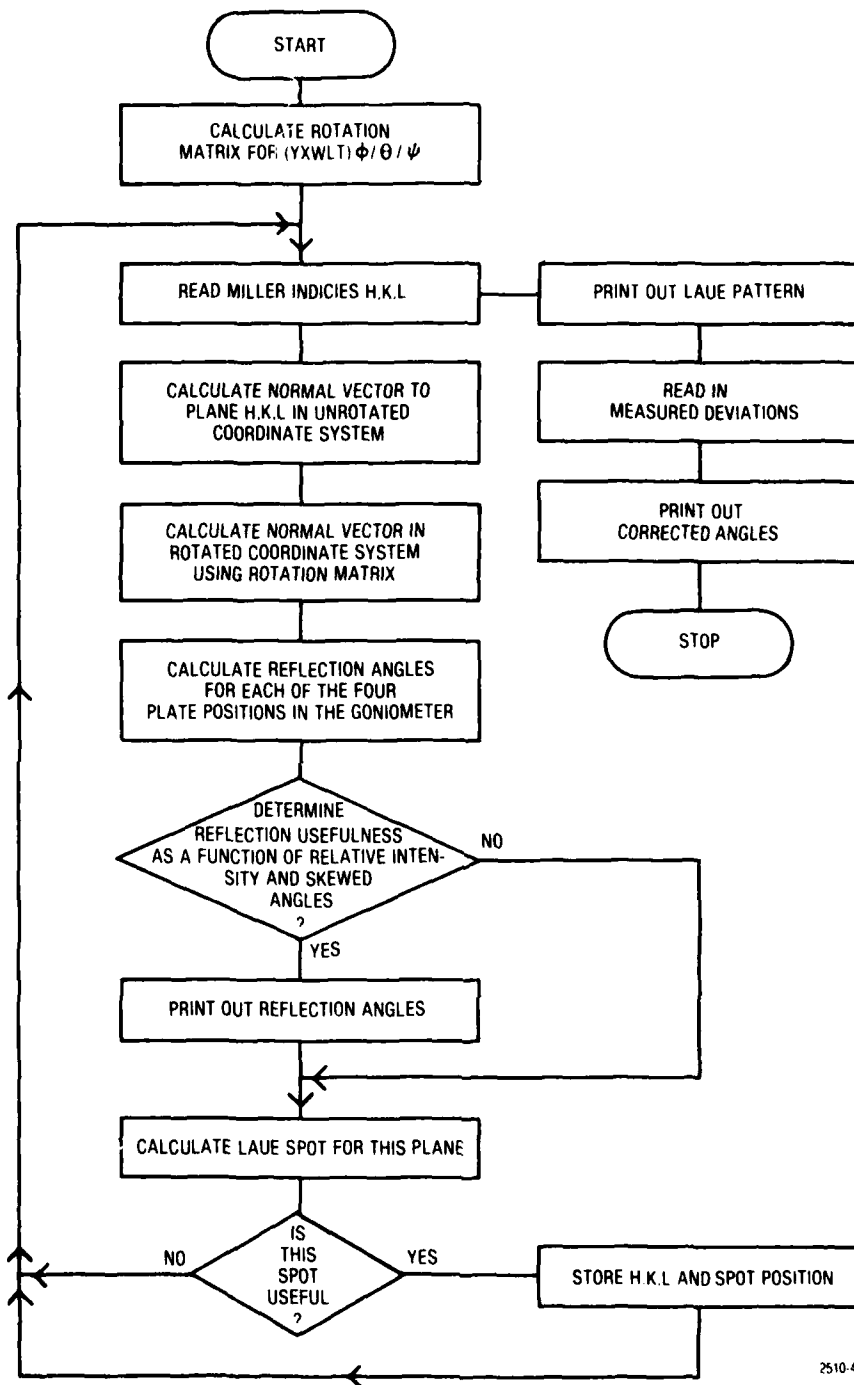 START
CALCULATE ROTATION
MATRIX FOR (YXWLT) Φ/Θ/Ψ
READ MILLER INDICIES H.K.L
PRINT OUT LAUE PATTERN
CALCULATE NORMAL VECTOR TO
PLANE H.K.L IN UNROTATED
COORDINATE SYSTEM
READ IN
MEASURED DEVIATIONS
CALCULATE NORMAL VECTOR IN
ROTATED COORDINATE SYSTEM
USING ROTATION MATRIX
PRINT OUT
CORRECTED ANGLES
STOP
CALCULATE REFLECTION ANGLES
FOR EACH OF THE FOUR
PLATE POSITIONS IN THE GONIOMETER
DETERMINE
REFLECTION USEFULNESS
AS A FUNCTION OF RELATIVE INTEN-
SITY AND SKEWED
ANGLES
?
NO
YES
PRINT OUT REFLECTION ANGLES
CALCULATE LAUE SPOT FOR THIS PLANE
IS
THIS
SPOT
USEFUL
?
NO
YES
STORE H.K.L AND SPOT POSITION
2510-4